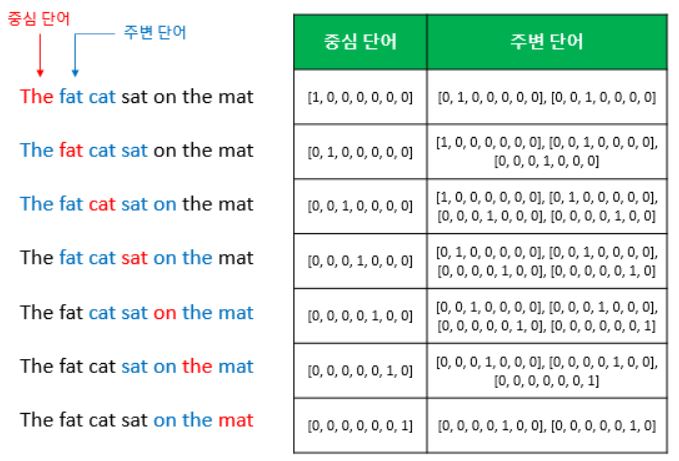 중심 단어
주변 단어
The fat cat sat on the mat
The fat cat sat on the mat
The fat cat sat on the mat
The fat cat sat on the mat
The fat cat sat on the mat
The fat cat sat on the mat
The fat cat sat on the mat
중심 단어 주변 단어
[1, 0, 0, 0, 0, 0, 0] [0, 1, 0, 0, 0, 0, 0], [0, 0, 1, 0, 0, 0, 0]
[0, 1, 0, 0, 0, 0, 0] [1, 0, 0, 0, 0, 0, 0], [0, 0, 1, 0, 0, 0, 0],
[0, 0, 0, 1, 0, 0, 0]
[0, 0, 1, 0, 0, 0, 0] [1, 0, 0, 0, 0, 0, 0], [0, 1, 0, 0, 0, 0, 0],
[0, 0, 0, 1, 0, 0, 0], [0, 0, 0, 0, 1, 0, 0]
[0, 0, 0, 1, 0, 0, 0] [0, 1, 0, 0, 0, 0, 0], [0, 0, 1, 0, 0, 0, 0],
[0, 0, 0, 0, 1, 0, 0], [0, 0, 0, 0, 0, 1, 0]
[0, 0, 0, 0, 1, 0, 0] [0, 0, 1, 0, 0, 0, 0], [0, 0, 0, 1, 0, 0, 0],
[0, 0, 0, 0, 0, 1, 0], [0, 0, 0, 0, 0, 0, 1]
[0, 0, 0, 0, 0, 1, 0] [0, 0, 0, 1, 0, 0, 0], [0, 0, 0, 0, 1, 0, 0],
[0, 0, 0, 0, 0, 0, 1]
[0, 0, 0, 0, 0, 0, 1] [0, 0, 0, 0, 1, 0, 0], [0, 0, 0, 0, 0, 1, 0]